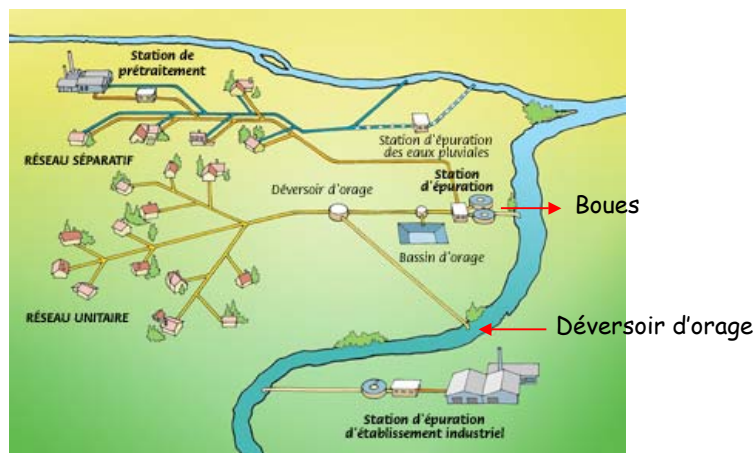 Station de
prétraitement
RÉSEAU SÉPARATIF
Station d'épuration
des eaux pluviales
Station
d'épuration
Déversoir d'orage
Boues
Bassin d'orage
RÉSEAU UNITAIRE
Déversoir d'orage
Station d'épuration
d'établissement industriel